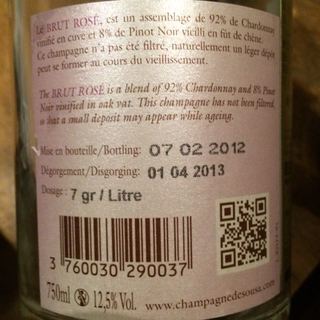 Le BRUT ROSÉ, est un assemblage de 92% de Chardonnay
vinifié en cuve et 8% de Pinot Noir vieilli en fût de chêne.
Ce champagne n'a pas été filtré, naturellement un léger dépôt
peut se former au cours du vieillissement.
The BRUT ROSÉ is a blend of 92% Chardonnay and 8% Pinot
Noir vinified in oak vat. This champagne has not been filtered,
so that a small deposit may appear while ageing.
Mise en bouteille/Bottling: 07 02 2012
Dégorgement/Disgorging: 01 04 2013
Dosage : 7 gr / Litre
3 760030 290037
750ml 12,5% Vol. www.champagnedesousa.com